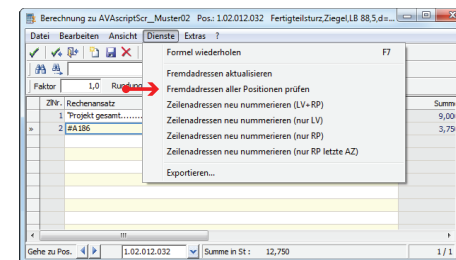 Berechnung zu AVAscriptScr__Muster02 Pos.: 1.02.012.032 Fertigteilsturz,Ziegel,LB 88,5,d=...
Datei Bearbeiten Ansicht Dienste Extras ?
Formel wiederholen F7
Fremdadressen aktualisieren
Faktor 1,0 Rundung Fremdadressen aller Positionen prüfen
ZlNr. Rechenansatz Zeilenadressen neu nummerieren (LV+RP) Summe
1 "Projekt gesamt.... Zeilenadressen neu nummerieren (nur LV) 9,00
» 2 #A186 Zeilenadressen neu nummerieren (nur RP) 3,75
Zeilenadressen neu nummerieren (nur RP letzte AZ)
Exportieren...
Gehe zu Pos. 1.02.012.032 Summe in St : 12,750 1 / 1